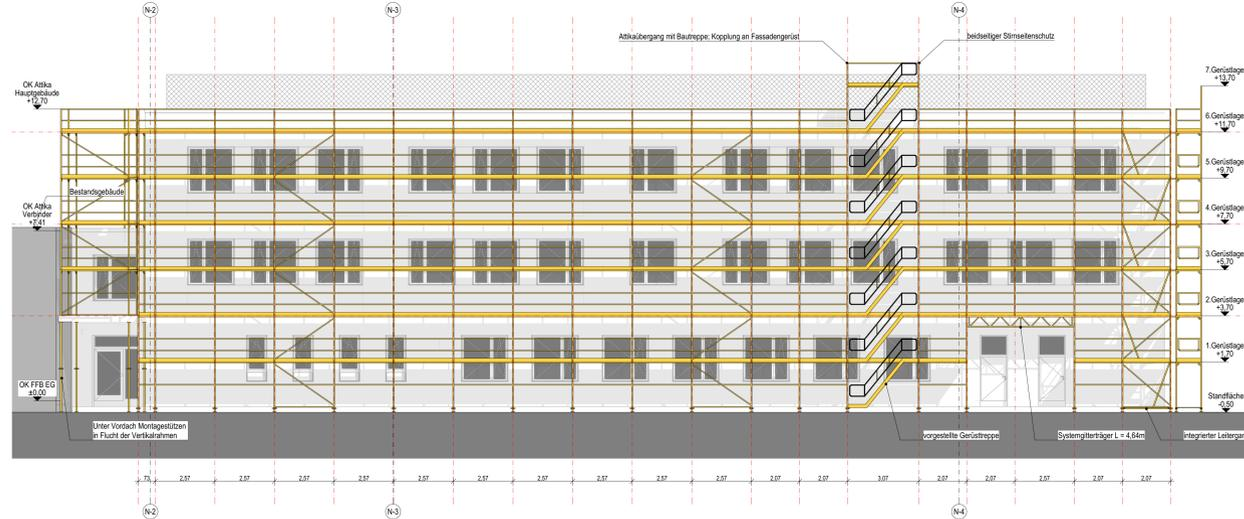 N-2
N-3
N-4
Attikaübergang mit Bautreppe; Kopplung an Fassadengerüst
beidseitiger Stirnseitenschutz
OK Attika
Hauptgebäude
+12,70
7.Gerüstlage
+13,70
6.Gerüstlage
+11,70
5.Gerüstlage
+9,70
Bestandsgebäude
OK Attika
Verbinder
+7,41
4.Gerüstlage
+7,70
3.Gerüstlage
+5,70
2.Gerüstlage
+3,70
1.Gerüstlage
+1,70
OK FFB EG
±0.00
Standfläche
-0,50
Unter Vordach Montagestützen
in Flucht der Vertikalrahmen
vorgestellte Gerüsttreppe
Systemgitterträger L = 4,64m
integrierter Leitergan
73
2,57
2,57
2,57
2,57
2,57
2,57
2,57
2,57
2,57
2,57
2,07
2,07
3,07
2,07
2,07
2,57
2,07
2,07
N-2
N-3
N-4